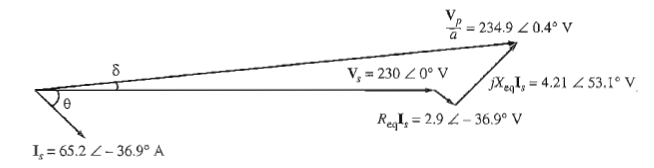 V_p / a = 234.9 ∠ 0.4° V
δ
V_s = 230 ∠ 0° V
θ
jX_eq I_s = 4.21 ∠ 53.1° V
R_eq I_s = 2.9 ∠ – 36.9° V
I_s = 65.2 ∠ – 36.9° A